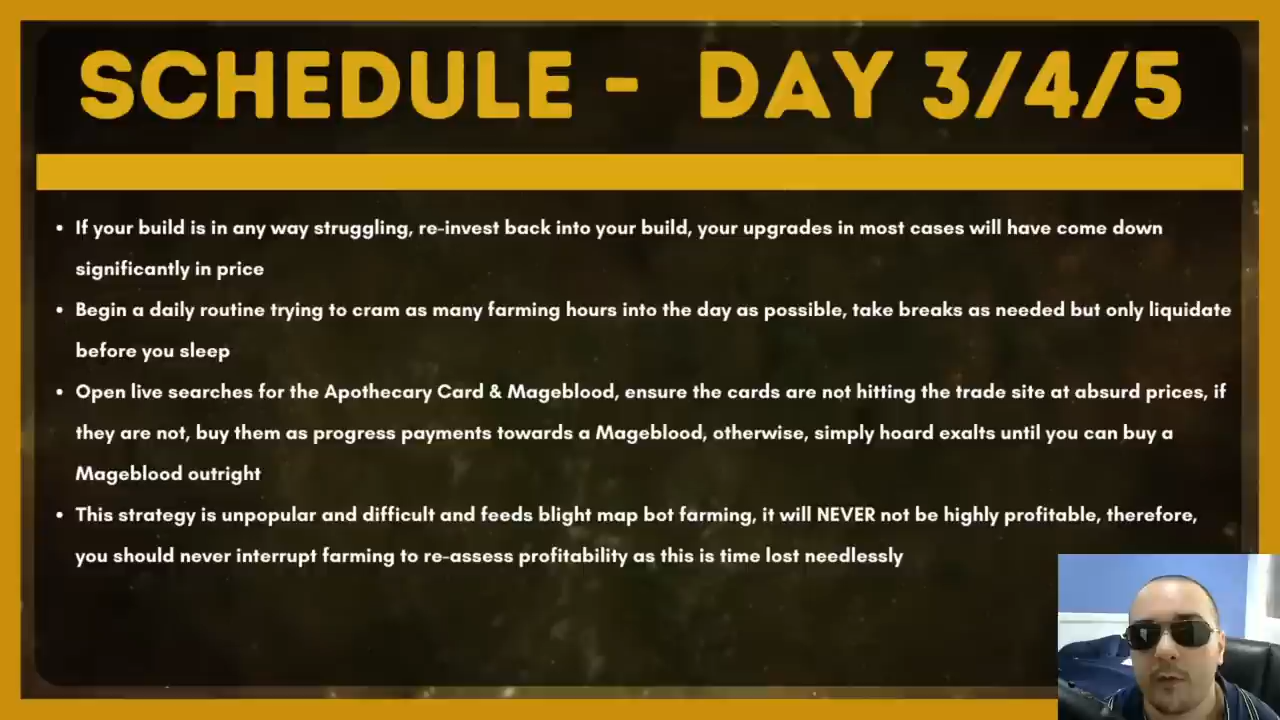 SCHEDULE - DAY 3/4/5
• If your build is in any way struggling, re-invest back into your build, your upgrades in most cases will have come down
significantly in price
• Begin a daily routine trying to cram as many farming hours into the day as possible, take breaks as needed but only liquidate
before you sleep
• Open live searches for the Apothecary Card & Mageblood, ensure the cards are not hitting the trade site at absurd prices, if
they are not, buy them as progress payments towards a Mageblood, otherwise, simply hoard exalts until you can buy a
Mageblood outright
• This strategy is unpopular and difficult and feeds blight map bot farming, it will NEVER not be highly profitable, therefore,
you should never interrupt farming to re-assess profitability as this is time lost needlessly